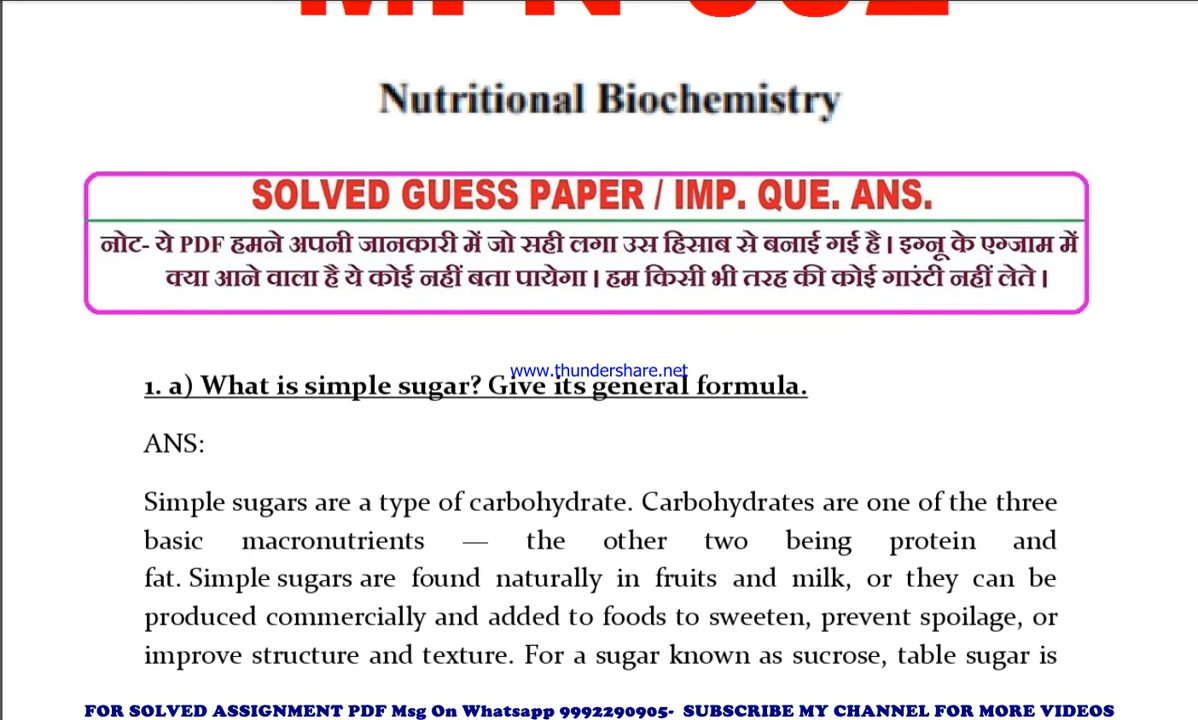 Nutritional Biochemistry
SOLVED GUESS PAPER / IMP. QUE. ANS.
नोट- ये PDF हमने अपनी जानकारी में जो सही लगा उस हिसाब से बनाई गई है। इग्नू के एग्जाम में
क्या आने वाला है ये कोई नहीं बता पायेगा। हम किसी भी तरह की कोई गारंटी नहीं लेते।
www.thundershare.net
1. a) What is simple sugar? Give its general formula.
ANS:
Simple sugars are a type of carbohydrate. Carbohydrates are one of the three
basic macronutrients — the other two being protein and
fat. Simple sugars are found naturally in fruits and milk, or they can be
produced commercially and added to foods to sweeten, prevent spoilage, or
improve structure and texture. For a sugar known as sucrose, table sugar is
FOR SOLVED ASSIGNMENT PDF Msg On Whatsapp 9992290905- SUBSCRIBE MY CHANNEL FOR MORE VIDEOS